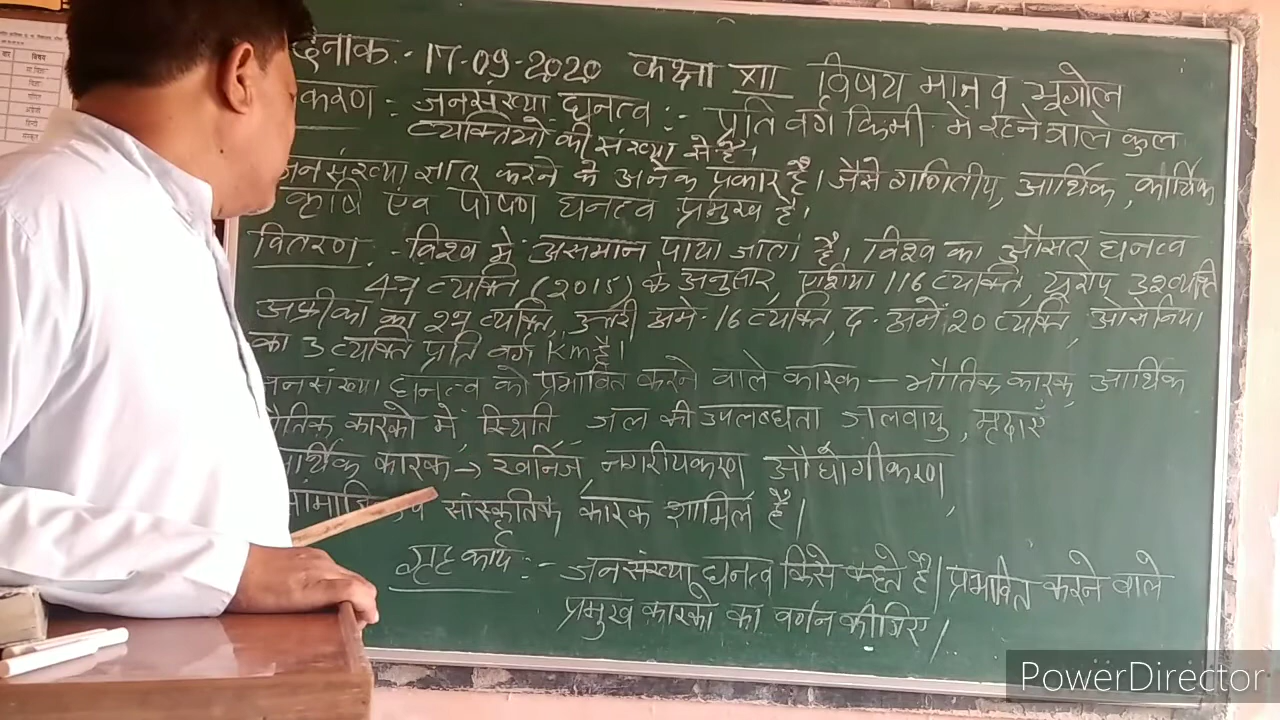 वार विषय
दिनांक :- 17-09-2020 कक्षा XII विषय मानव भूगोल
करण :- जनसंख्या घनत्व :- प्रति वर्ग किमी में रहने वाले कुल
व्यक्तियों की संख्या से है।
जनसंख्या ज्ञात करने के अनेक प्रकार है। जैसे गणितीय, आर्थिक, कार्यिक
कृषि एंव पोषण घनत्व प्रमुख है।
वितरण :- विश्व में असमान पाया जाता है। विश्व का औसत घनत्व
47 व्यक्ति (2015) के अनुसार, एशिया 116 व्यक्ति, यूरोप 32 व्यक्ति
अफ्रीका का 27 व्यक्ति, उत्तरी अमे. 16 व्यक्ति, द. अमे 20 व्यक्ति, ओसेनिया
का 3 व्यक्ति प्रति वर्ग Km है।
जनसंख्या घनत्व को प्रभावित करने वाले कारक — भौतिक कारक, आर्थिक
भौतिक कारको में, स्थिति, जल की उपलब्धता जलवायु, मृदाएँ
आर्थिक कारक → खनिज, नगरीयकरण औद्योगीकरण,
सामाजिक सांस्कृतिक कारक शामिल है।
गृहकार्य :- जनसंख्या घनत्व किसे कहते है। प्रभावित करने वाले
प्रमुख कारको का वर्णन कीजिए।
PowerDirector